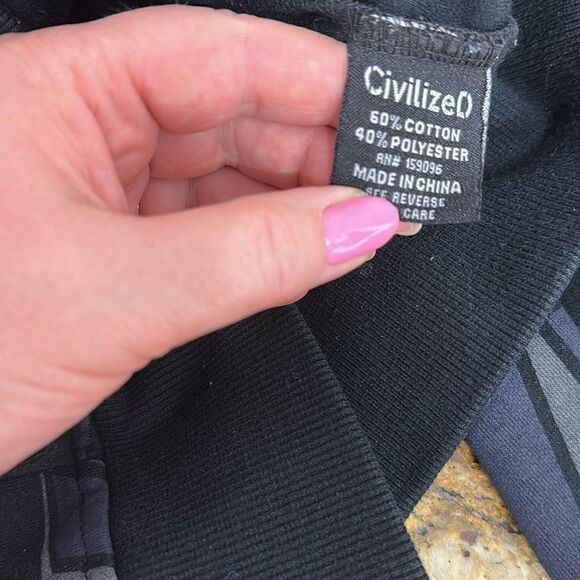 CivilizeD
60% COTTON
40% POLYESTER
RN# 159096
MADE IN CHINA
SEE REVERSE
CARE